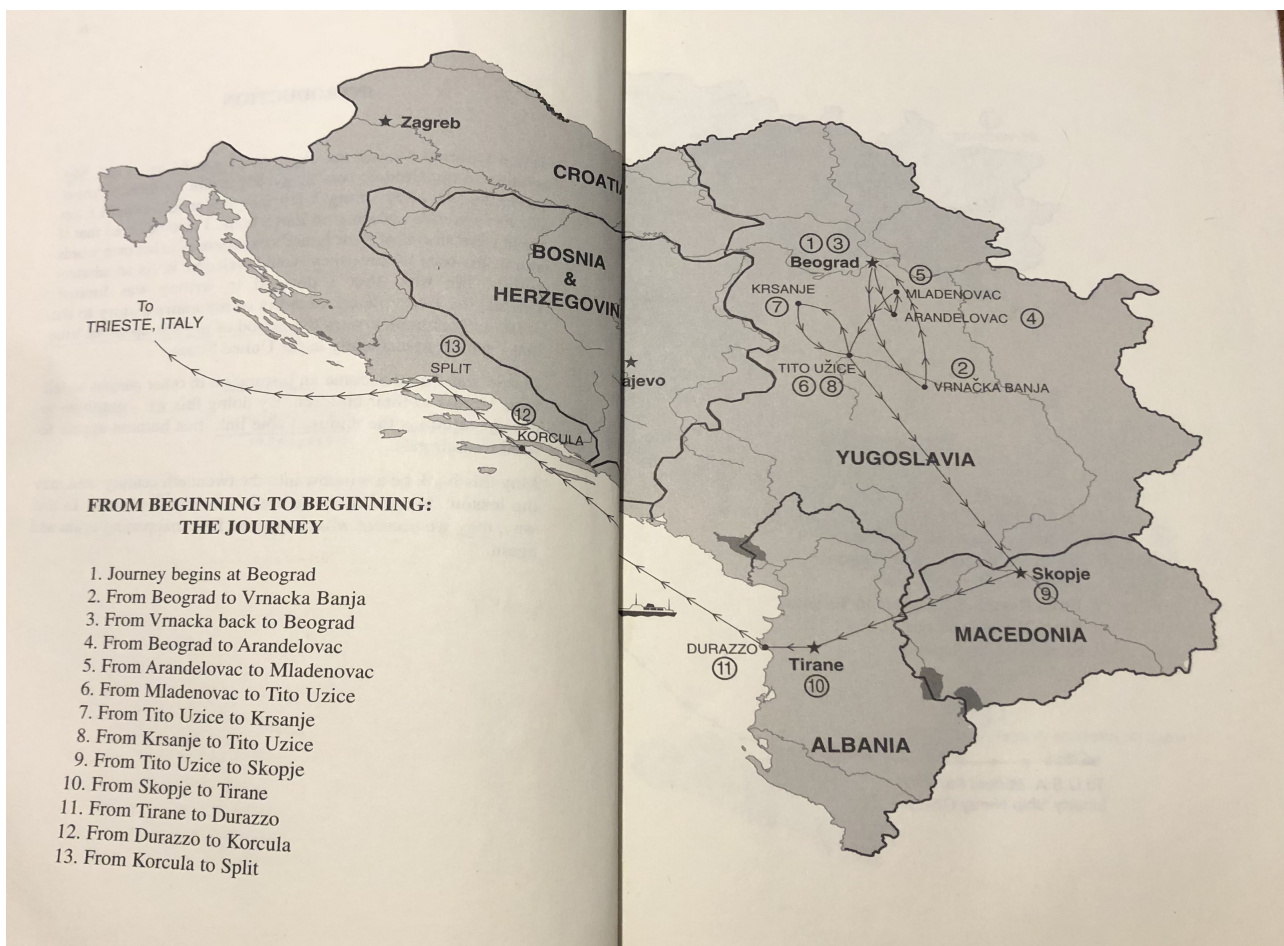 Zagreb
CROATIA
BOSNIA
&
HERZEGOVIN
To
TRIESTE, ITALY
13
SPLIT
12
KORCULA
FROM BEGINNING TO BEGINNING:
THE JOURNEY
1. Journey begins at Beograd
2. From Beograd to Vrnacka Banja
3. From Vrnacka back to Beograd
4. From Beograd to Arandelovac
5. From Arandelovac to Mladenovac
6. From Mladenovac to Tito Uzice
7. From Tito Uzice to Krsanje
8. From Krsanje to Tito Uzice
9. From Tito Uzice to Skopje
10. From Skopje to Tirane
11. From Tirane to Durazzo
12. From Durazzo to Korcula
13. From Korcula to Split
1 3
Beograd
5
KRSANJE
7
MLADENOVAC
ARANDELOVAC
4
TITO UŽICE
6 8
2
VRNAČKA BANJA
ajevo
YUGOSLAVIA
Skopje
9
MACEDONIA
DURAZZO
11
Tirane
10
ALBANIA